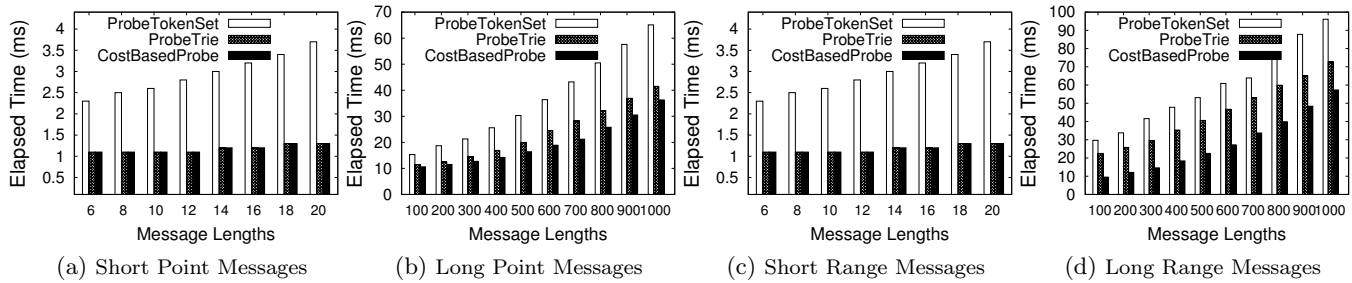 Elapsed Time (ms)
4
3.5
3
2.5
2
1.5
1
0.5
ProbeTokenSet
ProbeTrie
CostBasedProbe
6 8 10 12 14 16 18 20
Message Lengths
(a) Short Point Messages
Elapsed Time (ms)
70
60
50
40
30
20
10
0
ProbeTokenSet
ProbeTrie
CostBasedProbe
100 200 300 400 500 600 700 800 900 1000
Message Lengths
(b) Long Point Messages
Elapsed Time (ms)
4
3.5
3
2.5
2
1.5
1
0.5
ProbeTokenSet
ProbeTrie
CostBasedProbe
6 8 10 12 14 16 18 20
Message Lengths
(c) Short Range Messages
Elapsed Time (ms)
100
90
80
70
60
50
40
30
20
10
0
ProbeTokenSet
ProbeTrie
CostBasedProbe
100 200 300 400 500 600 700 800 900 1000
Message Lengths
(d) Long Range Messages